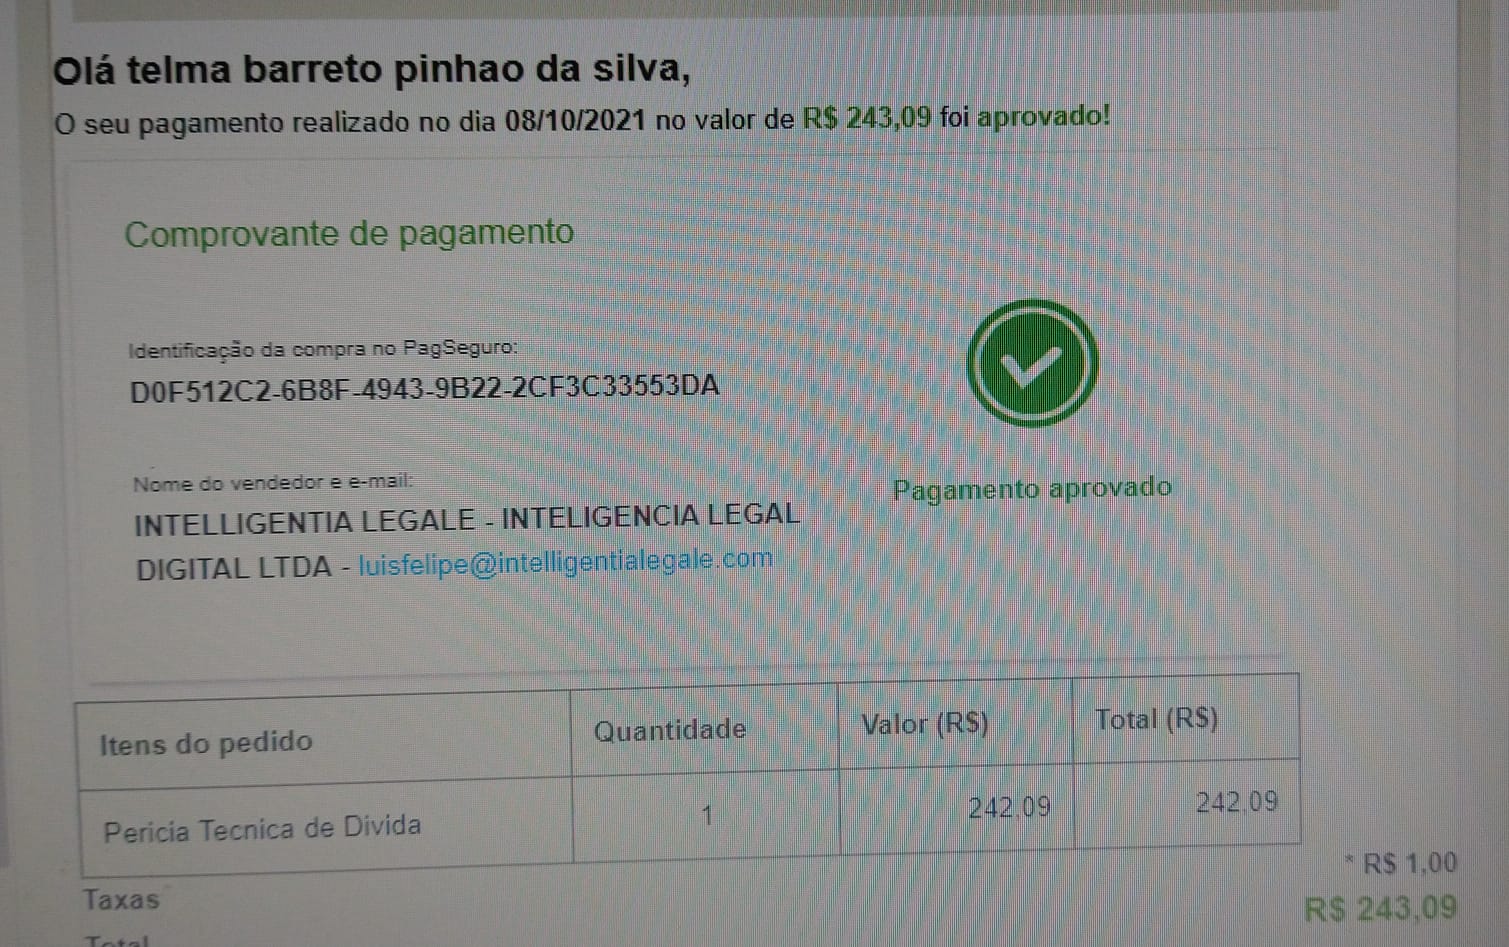 Olá telma barreto pinhao da silva,
O seu pagamento realizado no dia 08/10/2021 no valor de R$ 243,09 foi aprovado!
Comprovante de pagamento
Identificação da compra no PagSeguro:
D0F512C2-6B8F-4943-9B22-2CF3C33553DA
Nome do vendedor e e-mail:
INTELLIGENTIA LEGALE - INTELIGENCIA LEGAL
DIGITAL LTDA - luisfelipe@intelligentialegale.com
Pagamento aprovado
Itens do pedido Quantidade Valor (R$) Total (R$)
Pericia Tecnica de Divida 1 242,09 242,09
Taxas * R$ 1,00
Total R$ 243,09